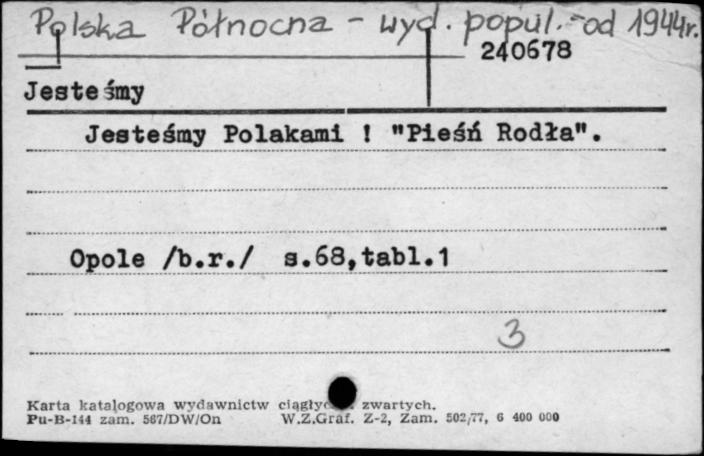 Polska Północna - wyd. popul. - od 1944r.
240678
Jesteśmy
Jesteśmy Polakami ! "Pieśń Rodła".
Opole /b.r./ s.68,tabl.1
3
Karta katalogowa wydawnictw zwartych.
Pu-B-144 zam. 567/DW/On W.Z.Graf. Z-2, Zam. 502/77, 6 400 000